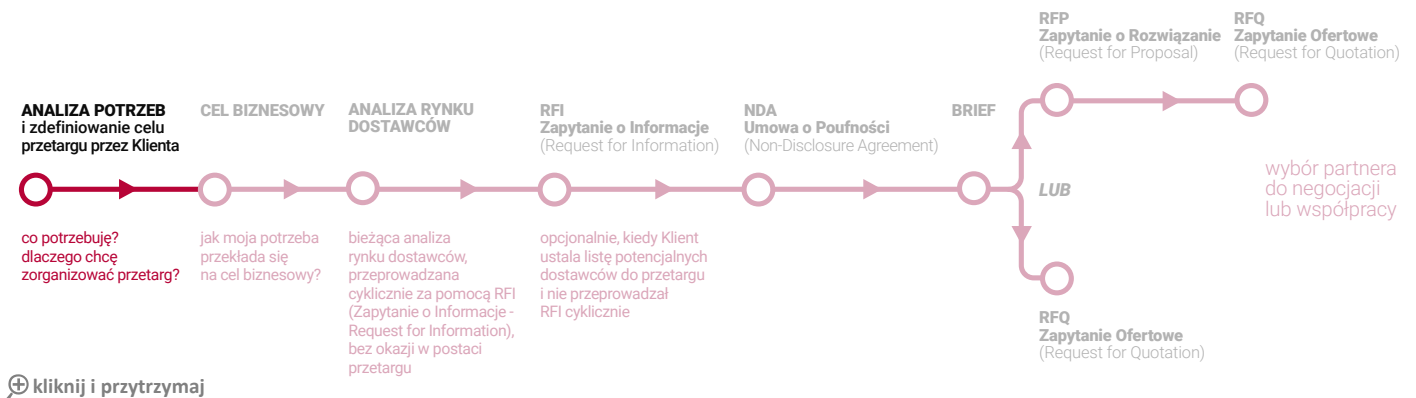 RFP
Zapytanie o Rozwiązanie
(Request for Proposal)
RFQ
Zapytanie Ofertowe
(Request for Quotation)
ANALIZA POTRZEB
i zdefiniowanie celu
przetargu przez Klienta
CEL BIZNESOWY
ANALIZA RYNKU
DOSTAWCÓW
RFI
Zapytanie o Informacje
(Request for Information)
NDA
Umowa o Poufności
(Non-Disclosure Agreement)
BRIEF
LUB
wybór partnera
do negocjacji
lub współpracy
co potrzebuję?
dlaczego chcę
zorganizować przetarg?
jak moja potrzeba
przekłada się
na cel biznesowy?
bieżąca analiza
rynku dostawców,
przeprowadzana
cyklicznie za pomocą RFI
(Zapytanie o Informacje -
Request for Information),
bez okazji w postaci
przetargu
opcjonalnie, kiedy Klient
ustala listę potencjalnych
dostawców do przetargu
i nie przeprowadzał
RFI cyklicznie
RFQ
Zapytanie Ofertowe
(Request for Quotation)
kliknij i przytrzymaj